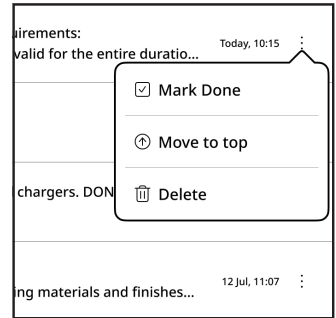 uirements:
valid for the entire duratio...
Today, 10:15
Mark Done
Move to top
chargers. DON
Delete
12 Jul, 11:07
ing materials and finishes...